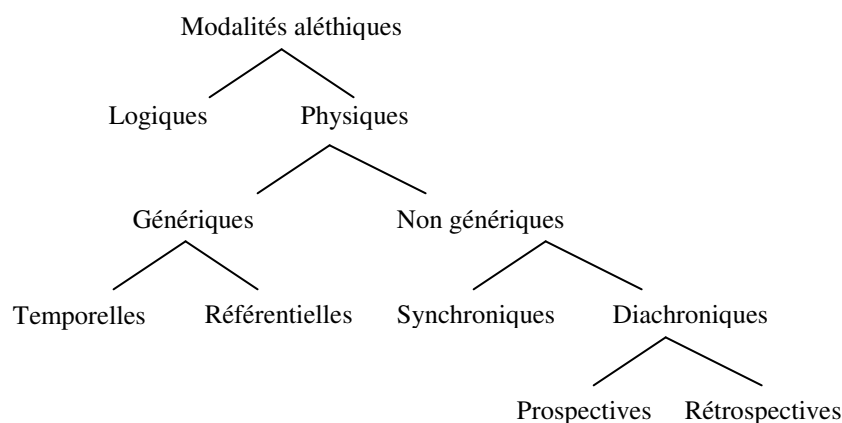 Modalités aléthiques
Logiques Physiques
Génériques Non génériques
Temporelles Référentielles Synchroniques Diachroniques
Prospectives Rétrospectives